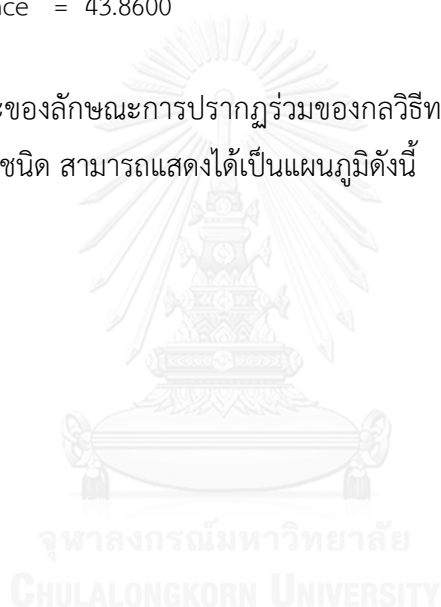 nce = 43.8600
ะของลักษณะการปรากฏร่วมของกลวิธีท
ชนิด สามารถแสดงได้เป็นแผนภูมิดังนี้
จุฬาลงกรณ์มหาวิทยาลัย
CHULALONGKORN UNIVERSITY